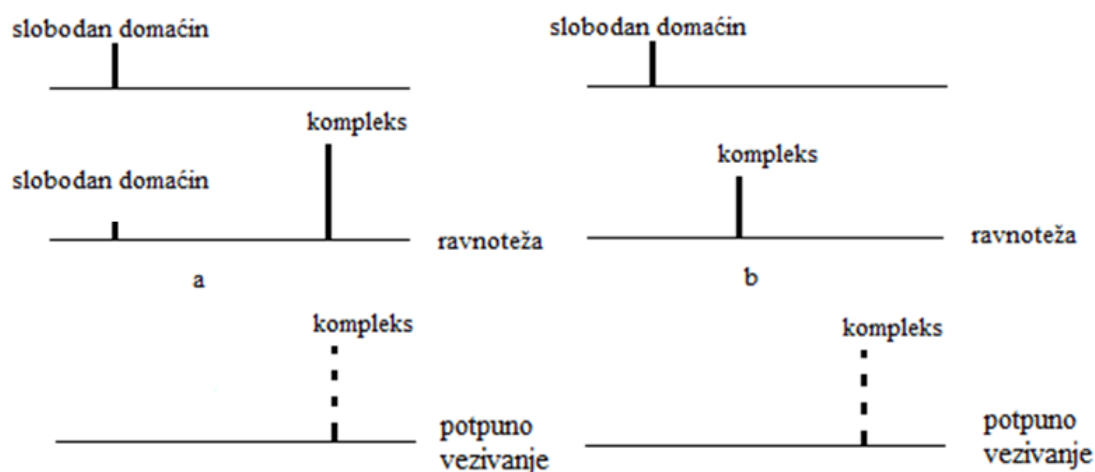 slobodan domaćin
kompleks
slobodan domaćin
ravnoteža
a
kompleks
potpuno
vezivanje
slobodan domaćin
kompleks
ravnoteža
b
kompleks
potpuno
vezivanje